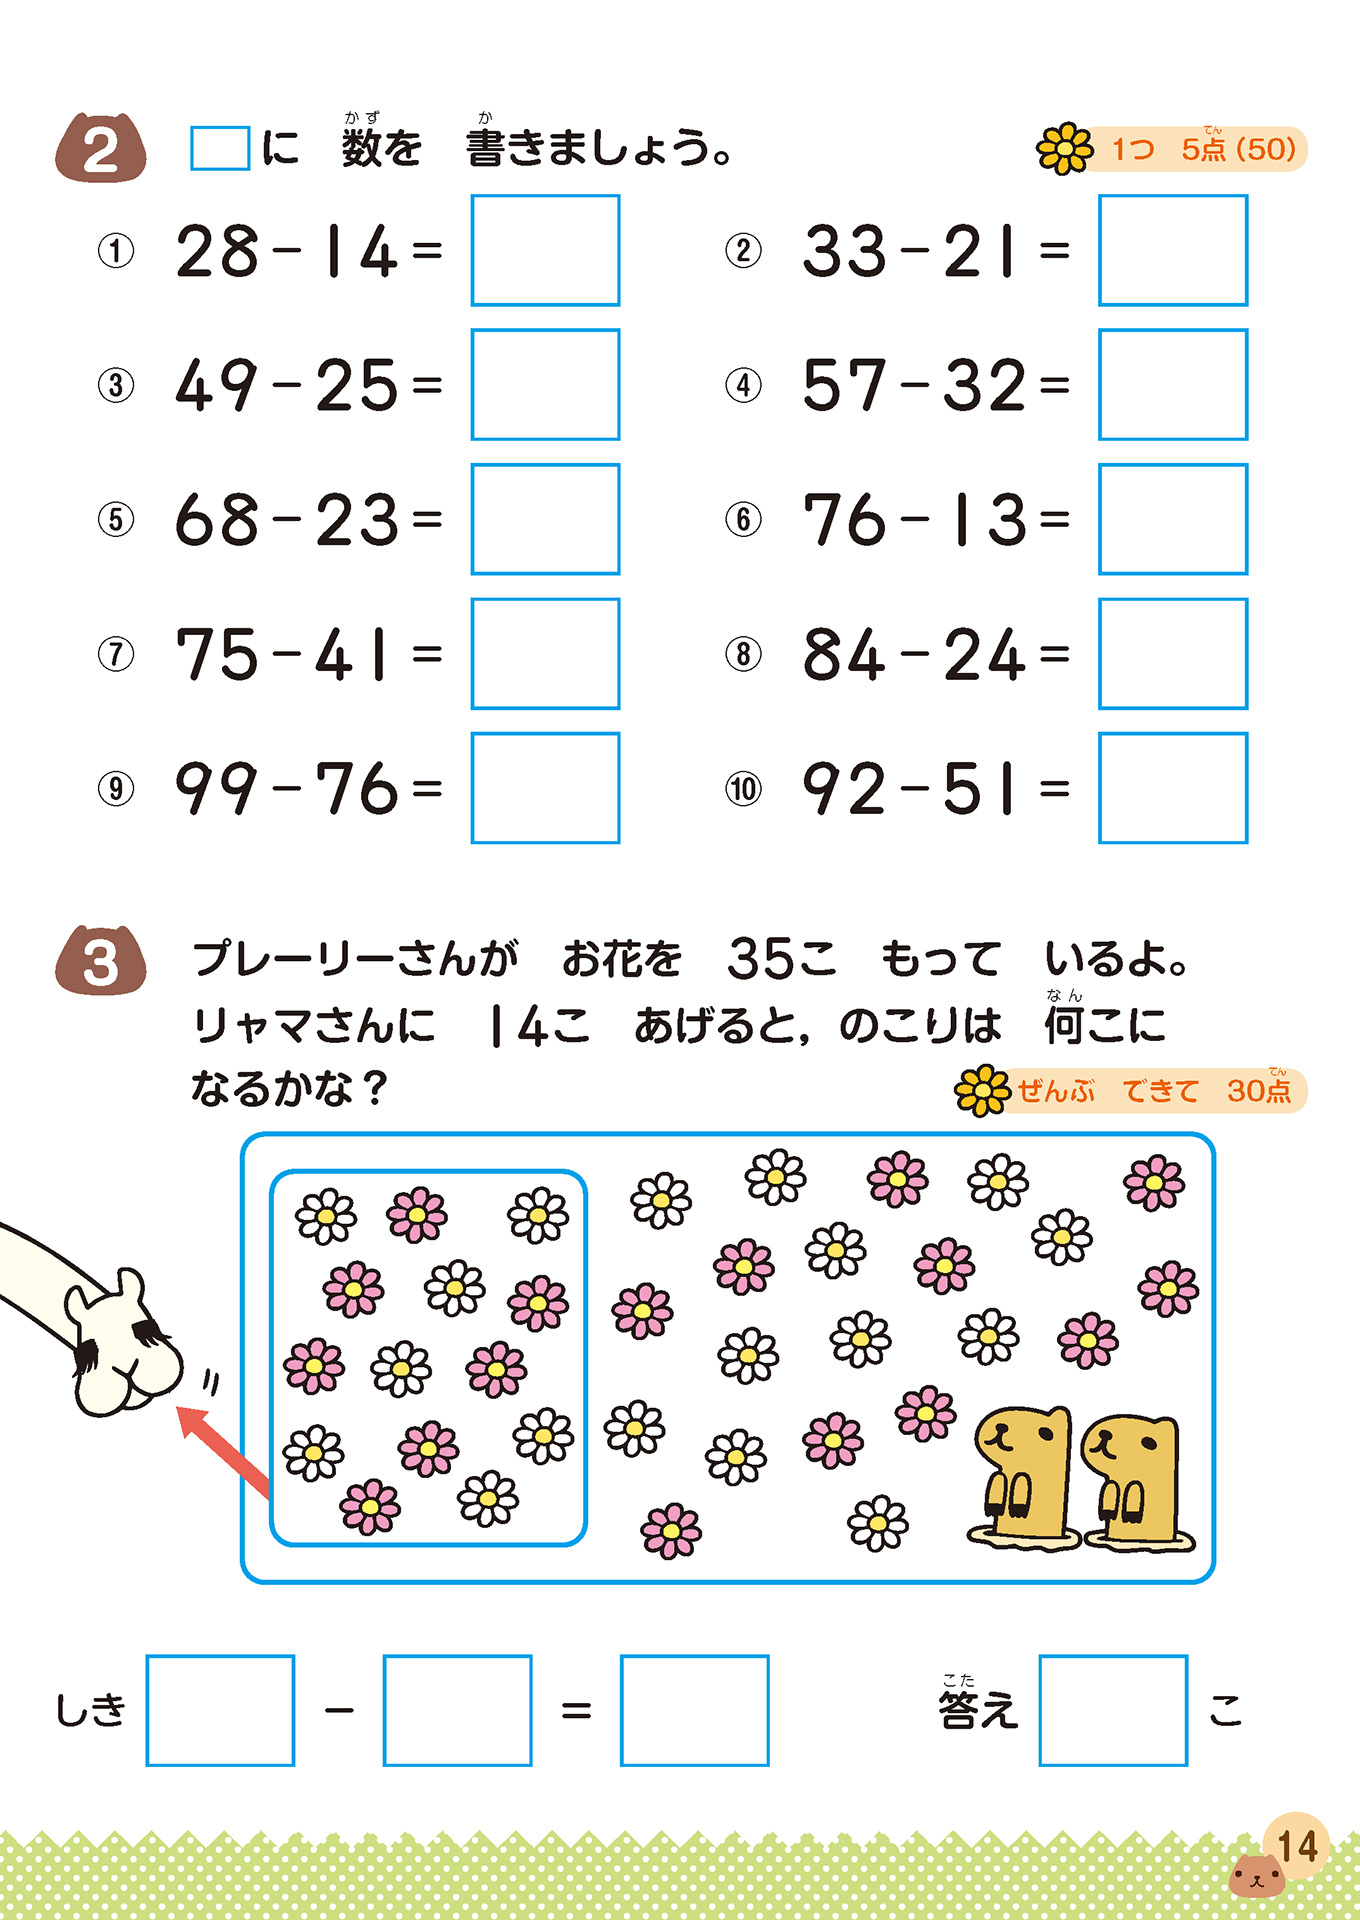 2 □に 数を 書きましょう。
かず か
1つ 5点(50)
てん
① 28－14＝
② 33－21＝
③ 49－25＝
④ 57－32＝
⑤ 68－23＝
⑥ 76－13＝
⑦ 75－41＝
⑧ 84－24＝
⑨ 99－76＝
⑩ 92－51＝
3 プレーリーさんが お花を 35こ もって いるよ。
リャマさんに 14こ あげると，のこりは 何こに
なん
なるかな？
ぜんぶ できて 30点
てん
しき － ＝ 答え こ
こた
14